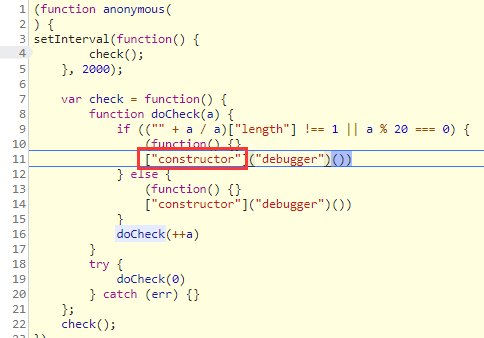 1 (function anonymous(
2 ) {
3 setInterval(function() {
4         check();
5     }, 2000);
6
7     var check = function() {
8         function doCheck(a) {
9             if (("" + a / a)["length"] !== 1 || a % 20 === 0) {
10                 (function() {}
11                 ["constructor"]("debugger")())
12             } else {
13                 (function() {}
14                 ["constructor"]("debugger")())
15             }
16             doCheck(++a)
17         }
18         try {
19             doCheck(0)
20         } catch (err) {}
21     };
22     check();
23 })